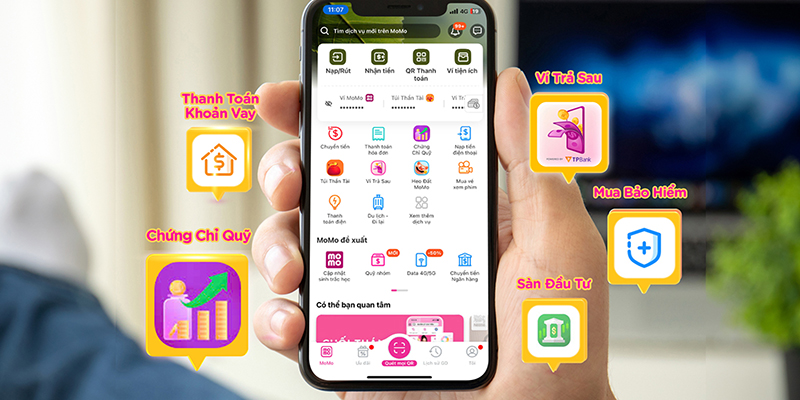 11:07
4G
Tìm dịch vụ mới trên MoMo
99+
Nạp/Rút
Nhận tiền
QR Thanh toán
Ví tiện ích
Ví MoMo
Túi Thần Tài
Ví Tr
Chuyển tiền
Thanh toán hóa đơn
Chứng Chỉ Quỹ
Nạp tiền điện thoại
Túi Thần Tài
Ví Trả Sau
Heo Đất MoMo
Mua vé xem phim
Thanh toán điện
Du lịch - Đi lại
Xem thêm dịch vụ
MoMo đề xuất
mo
mo
MỚI
-50%
Cập nhật sinh trắc học
Quỹ nhóm
Data 4G/5G
Chuyển tiền Ngân hàng
Có thể bạn quan tâm
MoMo
Ưu đãi
Quét mọi QR
Lịch sử GD
Tôi
Thanh Toán
Khoản Vay
Chứng Chỉ Quỹ
Ví Trả Sau
TPBank
Mua Bảo Hiểm
Sàn Đầu Tư